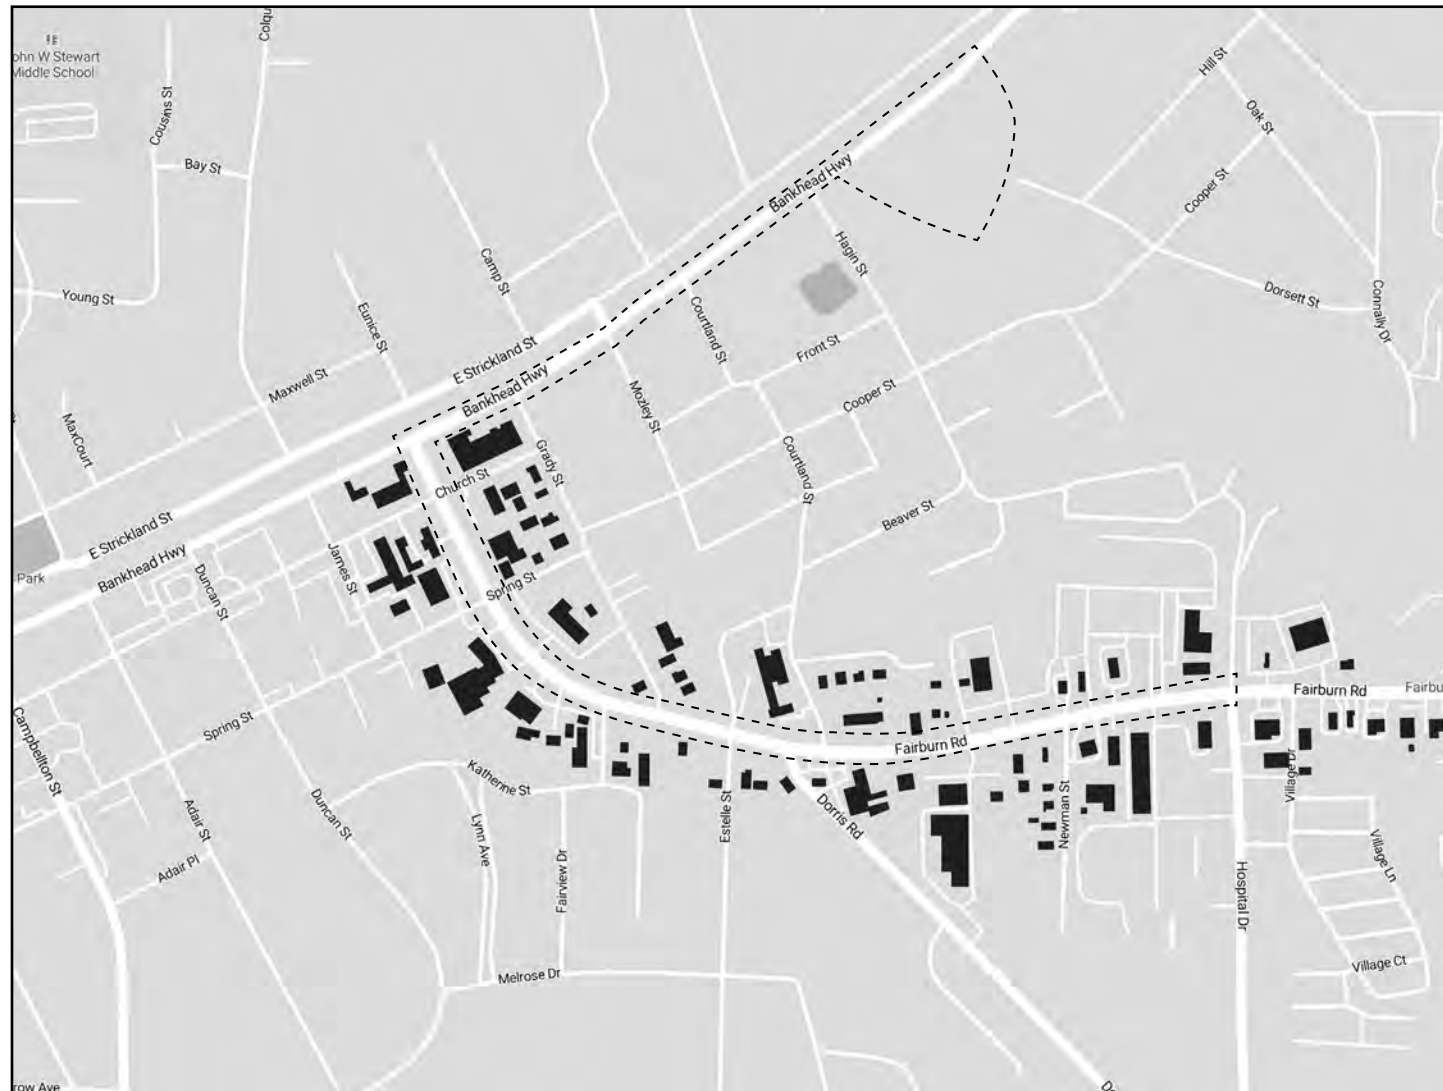 Colqu
ohn W Stewart
Middle School
Hill St
Cousins St
Oak St
Bay St
Bankhead Hwy
Cooper St
Hagin St
Camp St
Young St
Dorsett St
Connally Dr
Eunice St
Courtland St
E Strickland St
Front St
Maxwell St
Bankhead Hwy
Mozley St
Cooper St
MaxCourt
Grady St
Church St
Courtland St
Beaver St
E Strickland St
Bankhead Hwy
James St
Park
Duncan St
Spring St
Fairburn Rd
Fairbu
Spring St
Campbellton St
Fairburn Rd
Katherine St
Village Dr
Duncan St
Adair St
Lynn Ave
Estelle St
Dorris Rd
Newman St
Village Ln
Adair Pl
Fairview Dr
Hospital Dr
Melrose Dr
Village Ct
row Ave